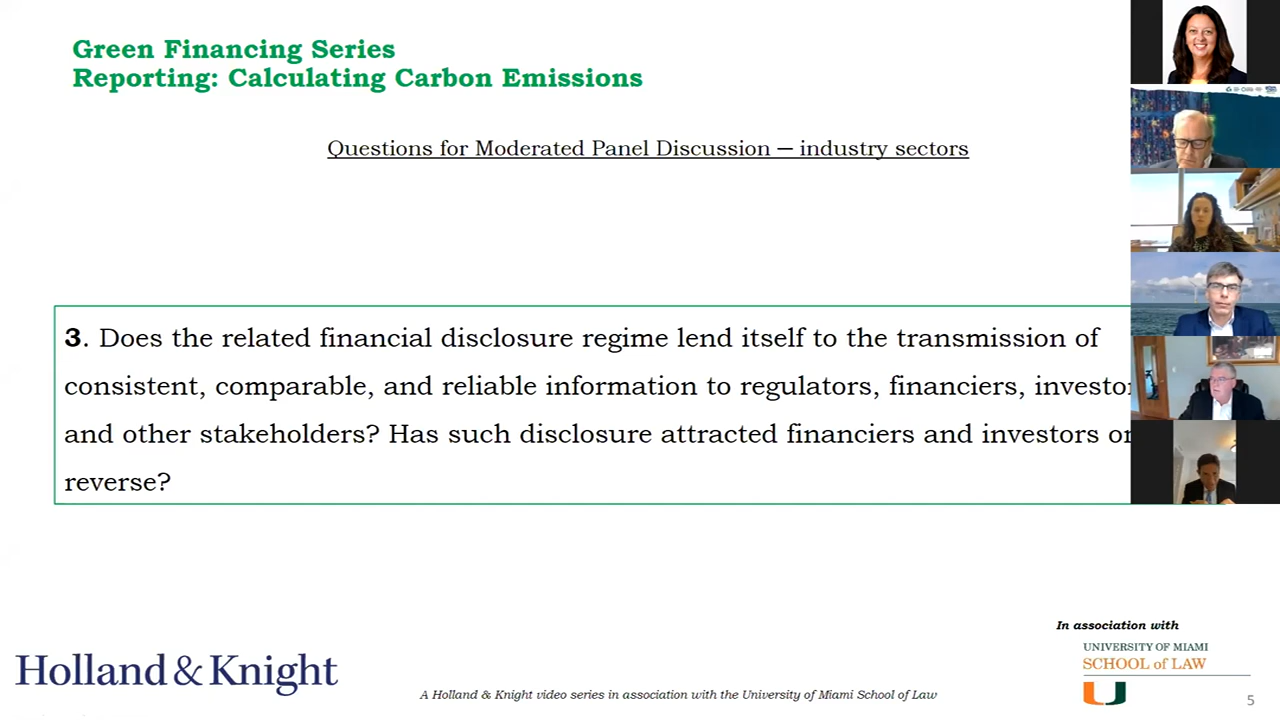 Green Financing Series
Reporting: Calculating Carbon Emissions
Questions for Moderated Panel Discussion — industry sectors
3. Does the related financial disclosure regime lend itself to the transmission of
consistent, comparable, and reliable information to regulators, financiers,
and other stakeholders? Has such disclosure attracted financiers and investors
reverse?
In association with
UNIVERSITY OF MIAMI
SCHOOL of LAW
Holland & Knight
A Holland & Knight video series in association with the University of Miami School of Law
5